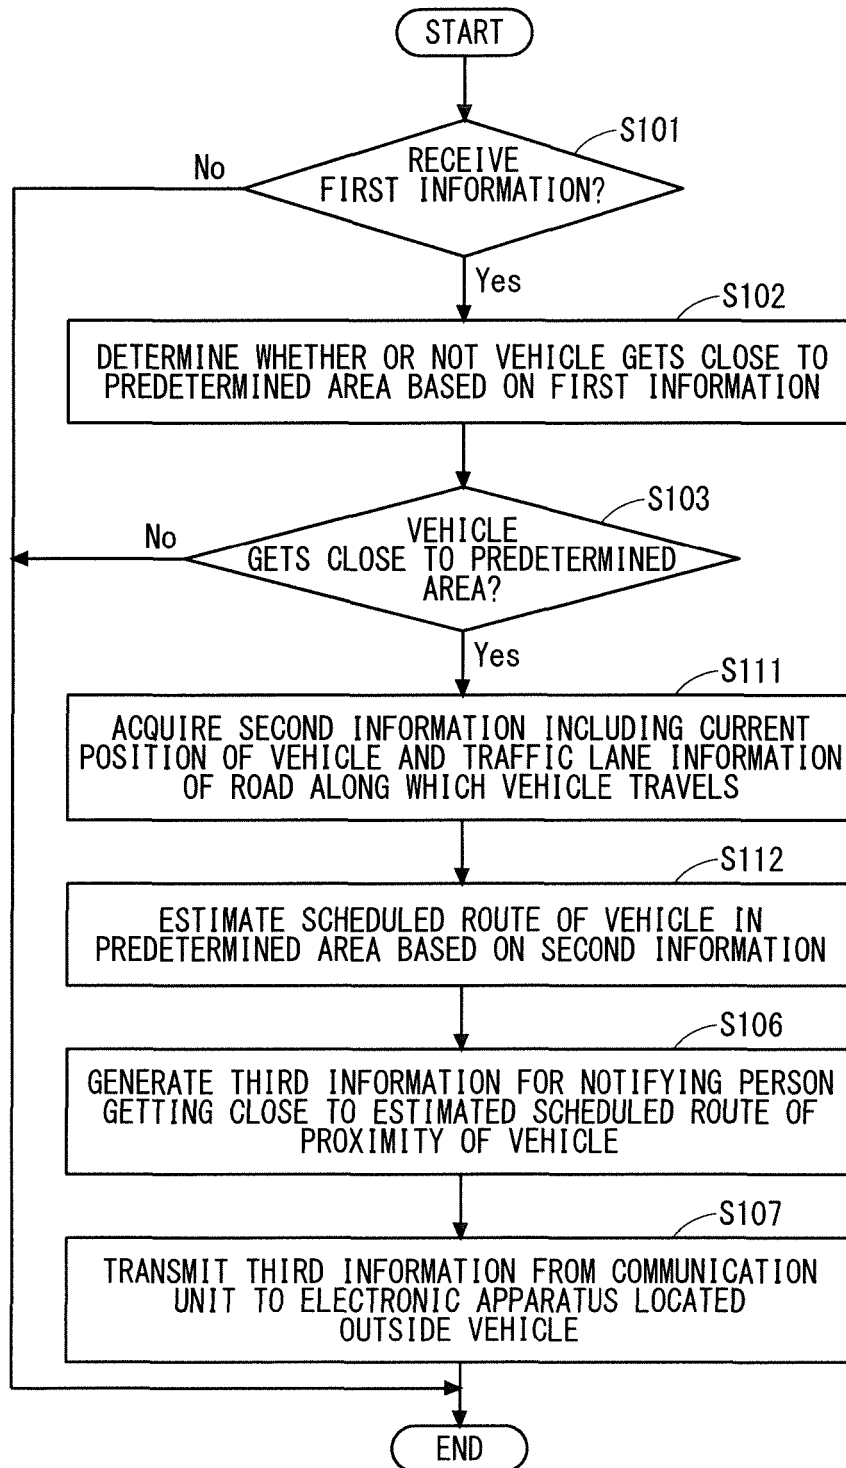 START
S101
RECEIVE
FIRST INFORMATION?
No
Yes
S102
DETERMINE WHETHER OR NOT VEHICLE GETS CLOSE TO
PREDETERMINED AREA BASED ON FIRST INFORMATION
S103
VEHICLE
GETS CLOSE TO PREDETERMINED
AREA?
No
Yes
S111
ACQUIRE SECOND INFORMATION INCLUDING CURRENT
POSITION OF VEHICLE AND TRAFFIC LANE INFORMATION
OF ROAD ALONG WHICH VEHICLE TRAVELS
S112
ESTIMATE SCHEDULED ROUTE OF VEHICLE IN
PREDETERMINED AREA BASED ON SECOND INFORMATION
S106
GENERATE THIRD INFORMATION FOR NOTIFYING PERSON
GETTING CLOSE TO ESTIMATED SCHEDULED ROUTE OF
PROXIMITY OF VEHICLE
S107
TRANSMIT THIRD INFORMATION FROM COMMUNICATION
UNIT TO ELECTRONIC APPARATUS LOCATED
OUTSIDE VEHICLE
END